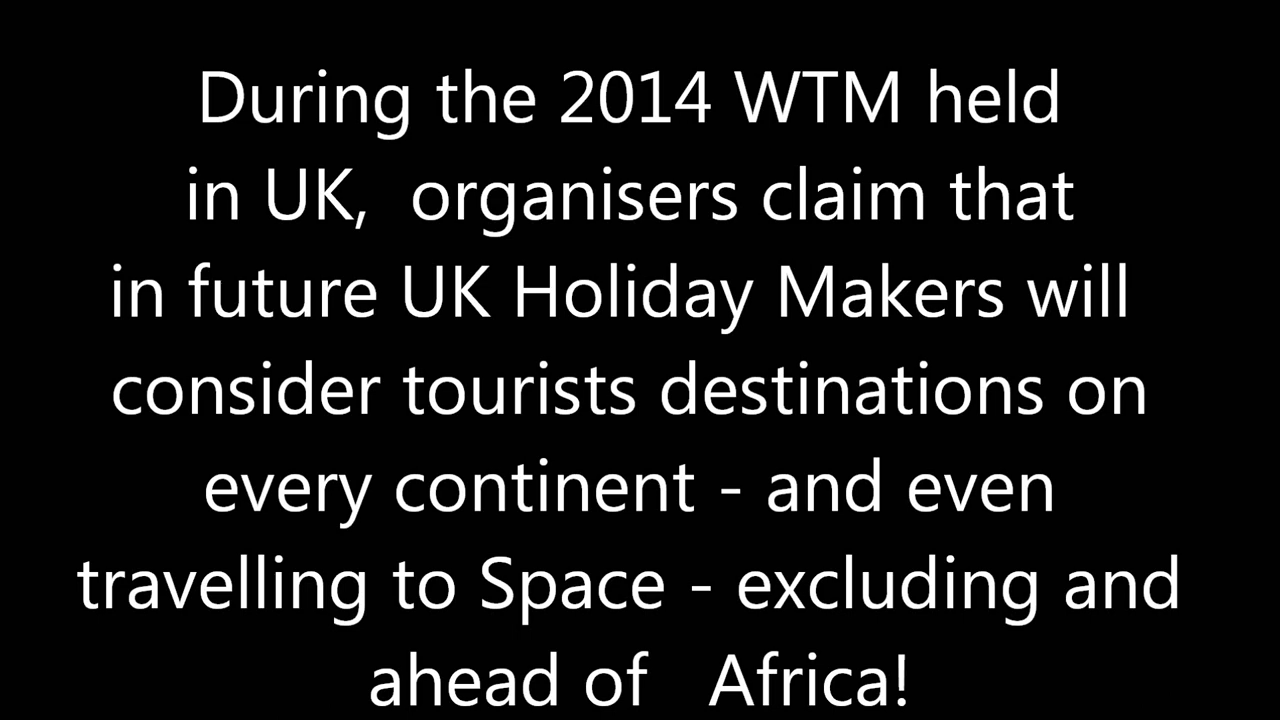 During the 2014 WTM held
in UK,  organisers claim that
in future UK Holiday Makers will
consider tourists destinations on
every continent - and even
travelling to Space - excluding and
ahead of   Africa!